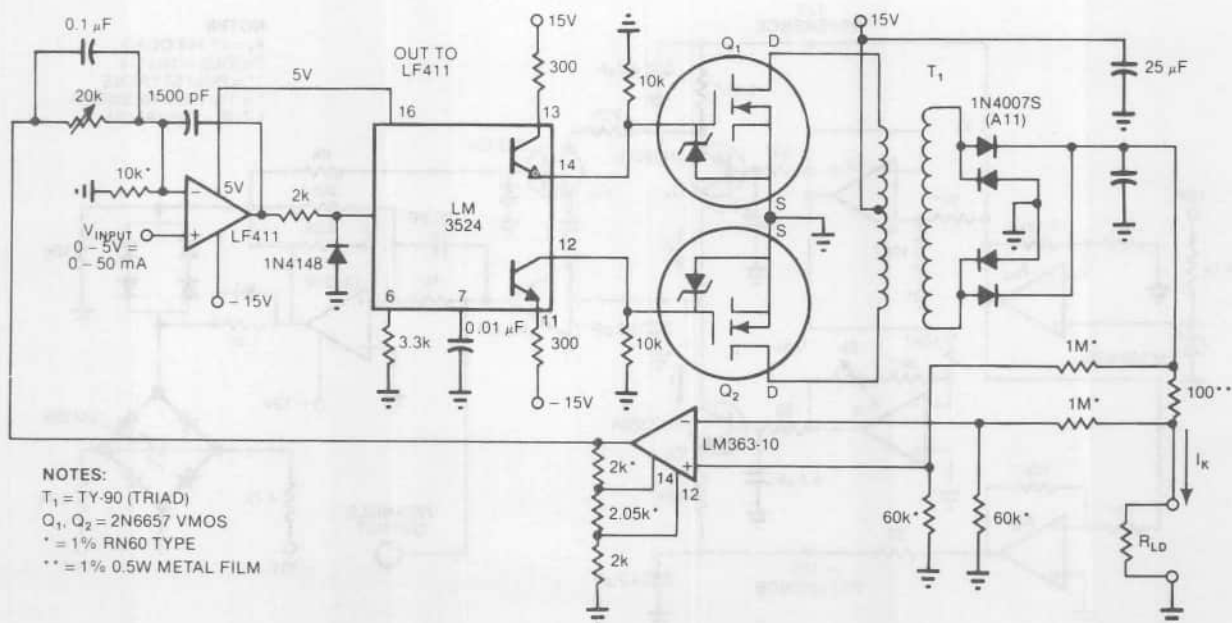 0.1 µF
20k
1500 pF
5V
OUT TO
LF411
15V
300
10k
Q₁
D
15V
25 µF
T₁
1N4007S
(A11)
16
13
14
10k*
5V
2k
LM
3524
V_INPUT
0 – 5V =
0 – 50 mA
LF411
1N4148
12
S
S
– 15V
6
7
11
3.3k
0.01 µF
300
10k
– 15V
Q₂
D
1M*
1M*
100**
LM363-10
I_K
2k*
14
12
2.05k*
2k
60k*
60k*
R_LD
NOTES:
T₁ = TY-90 (TRIAD)
Q₁, Q₂ = 2N6657 VMOS
* = 1% RN60 TYPE
** = 1% 0.5W METAL FILM